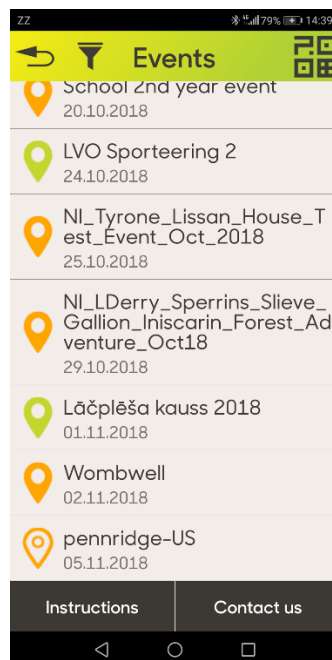 ZZ 79% 14:39
Events
School 2nd year event
20.10.2018
LVO Sporteering 2
24.10.2018
NI_Tyrone_Lissan_House_T
est_Event_Oct_2018
25.10.2018
NI_LDerry_Sperrins_Slieve_
Gallion_Iniscarin_Forest_Ad
venture_Oct18
29.10.2018
Lāčplēša kauss 2018
01.11.2018
Wombwell
02.11.2018
pennridge-US
05.11.2018
Instructions Contact us